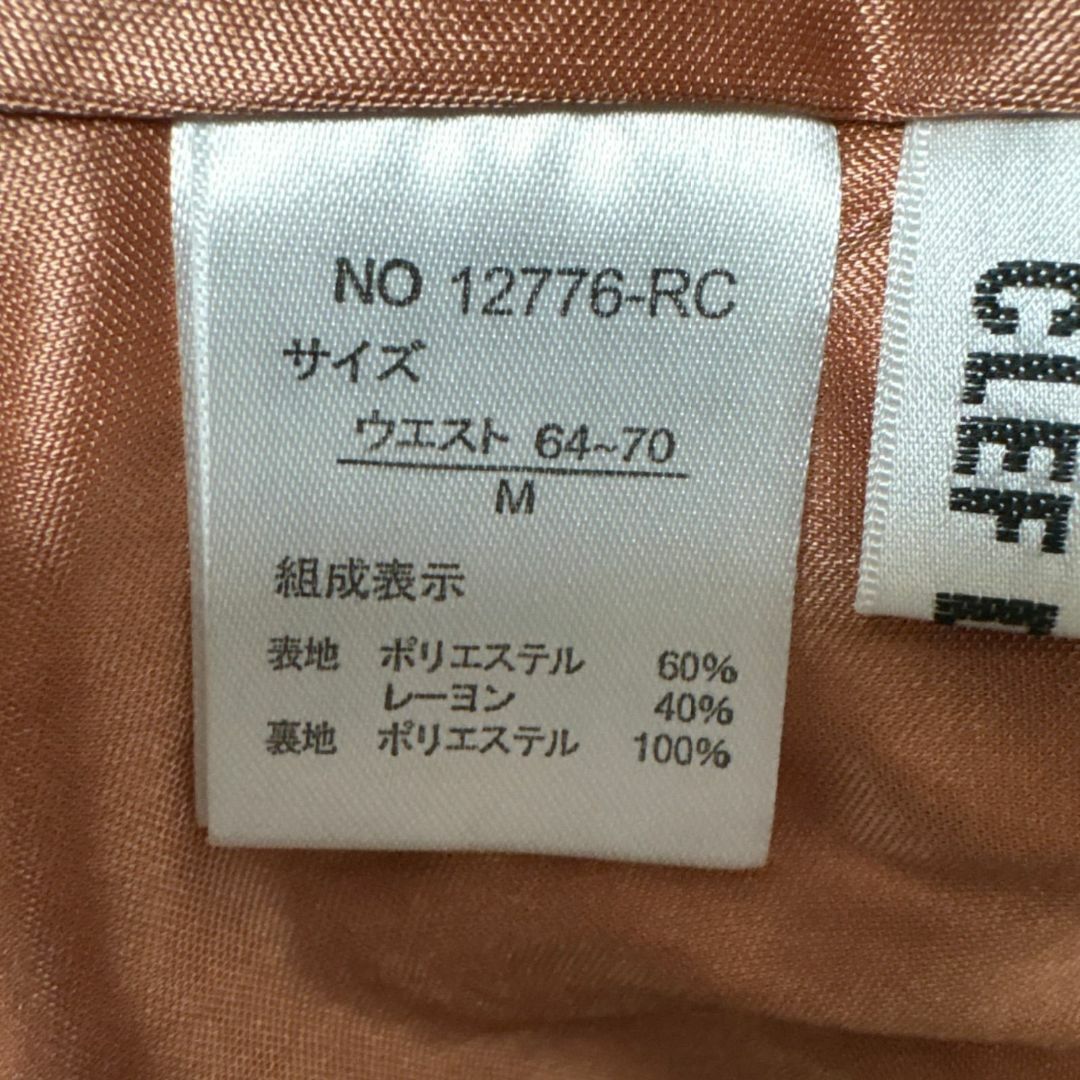 NO 12776-RC
サイズ
ウエスト 64~70
M
組成表示
表地 ポリエステル 60%
レーヨン 40%
裏地 ポリエステル 100%
CLEF